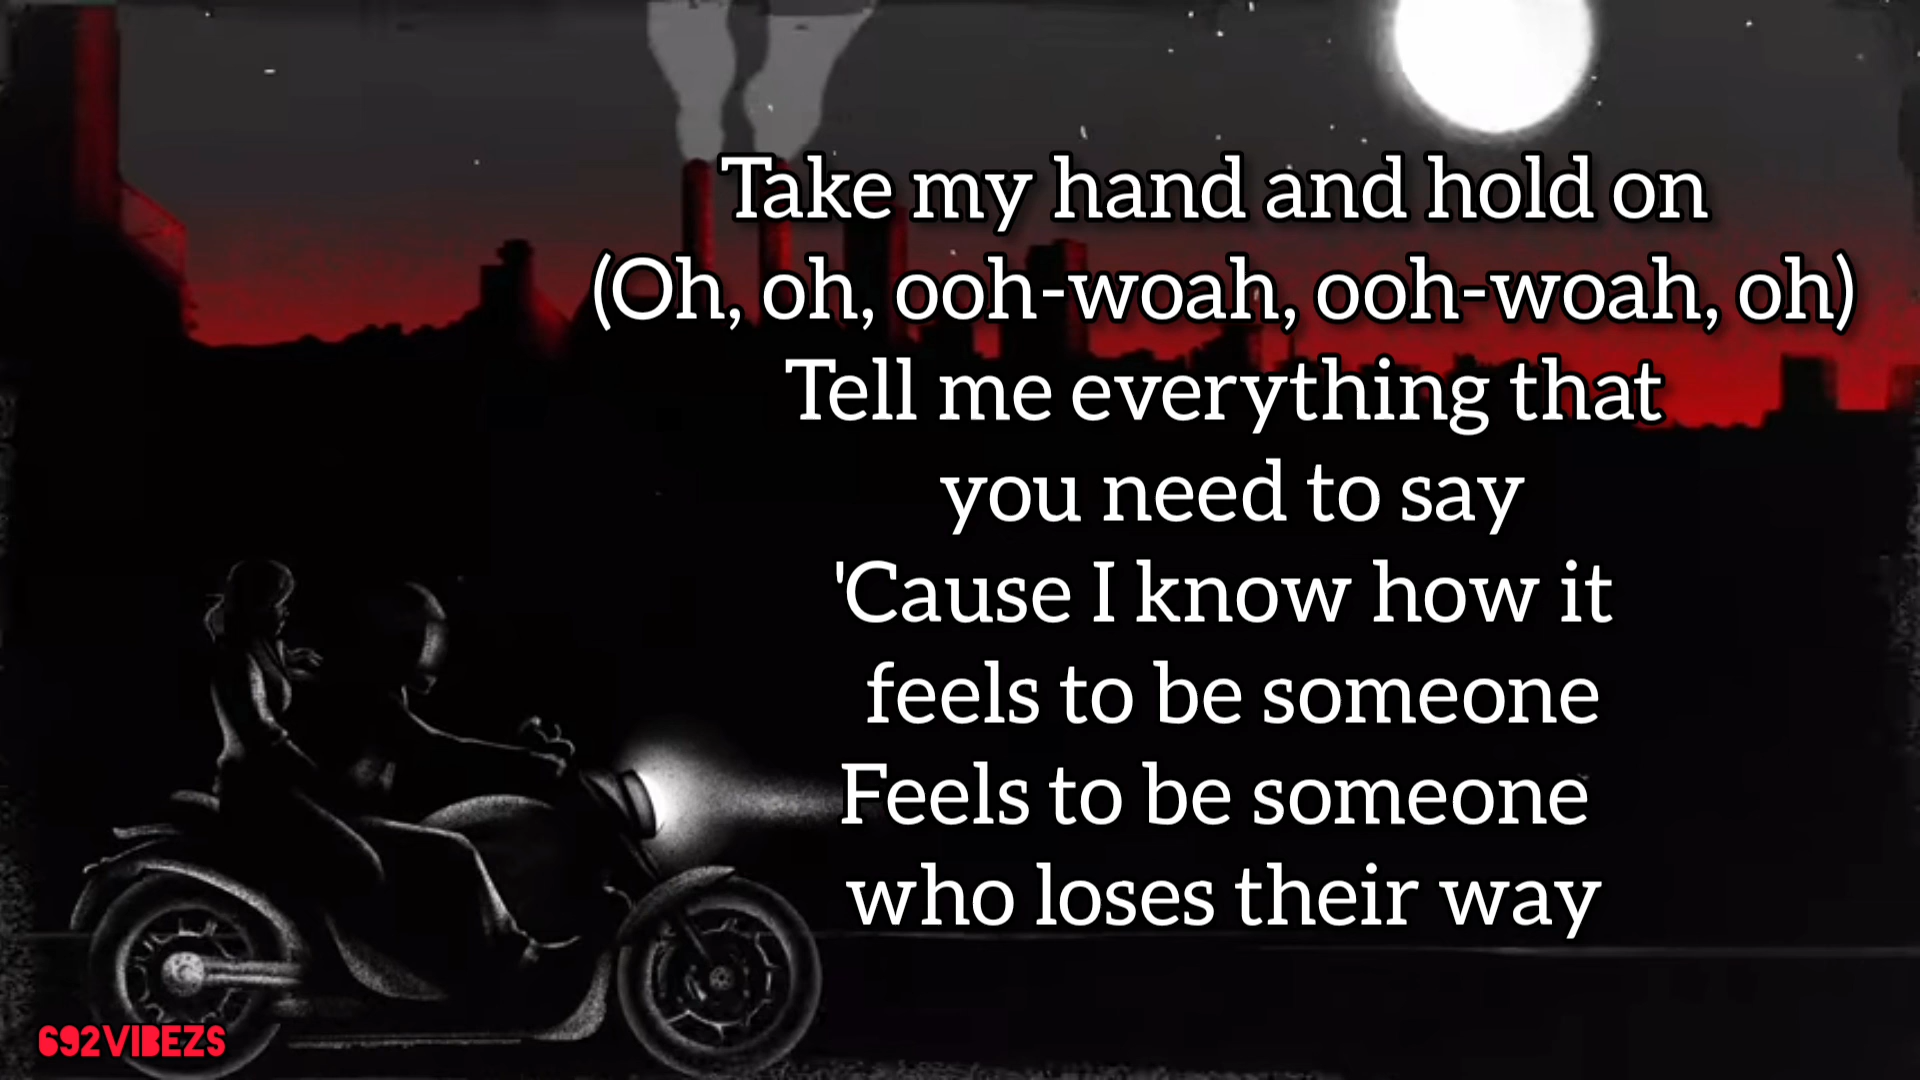 Take my hand and hold on
(Oh, oh, ooh-woah, ooh-woah, oh)
Tell me everything that
you need to say
'Cause I know how it
feels to be someone
Feels to be someone
who loses their way
692VIBEZS